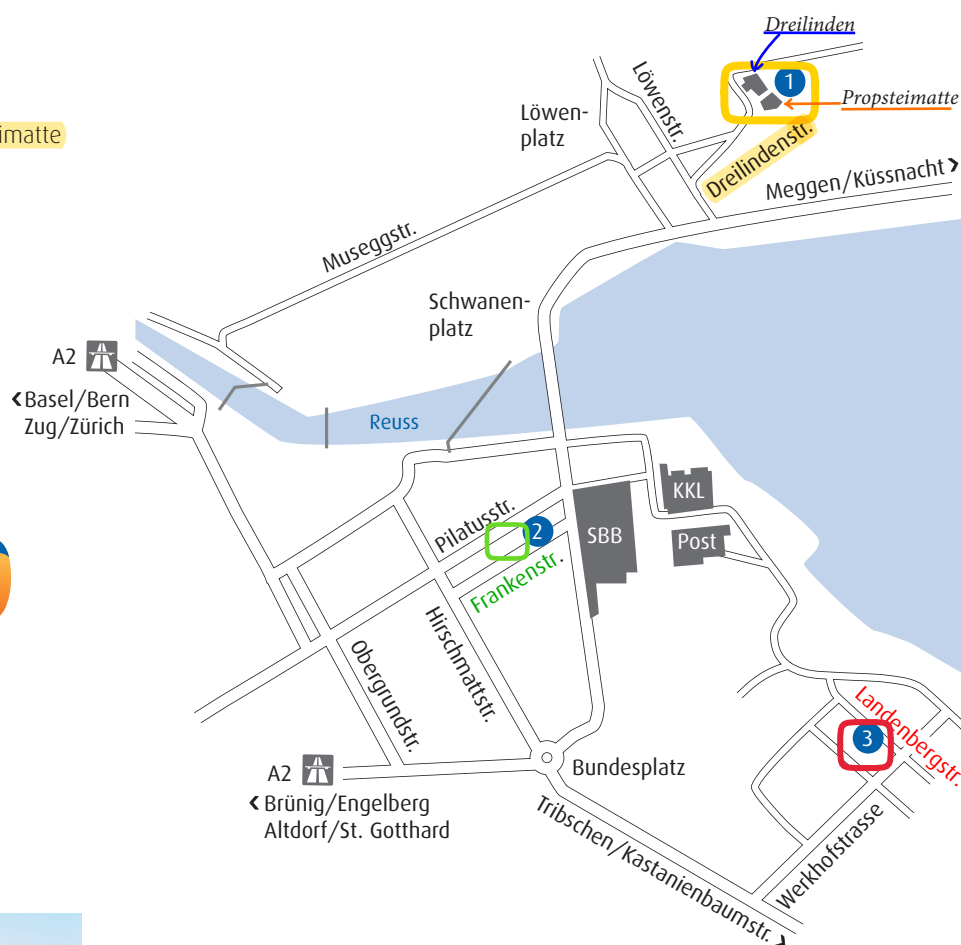 Dreilinden
1
Propsteimatte
Löwenstr.
Löwen-
platz
imatte
Dreilindenstr.
Meggen/Küssnacht
Museggstr.
Schwanen-
platz
A2
Basel/Bern
Zug/Zürich
Reuss
KKL
Pilatusstr.
2
SBB
Post
Frankenstr.
Hirschmattstr.
Obergrundstr.
Landenbergstr.
3
A2
Bundesplatz
Brünig/Engelberg
Altdorf/St. Gotthard
Tribschen/Kastanienbaumstr.
Werkhofstrasse